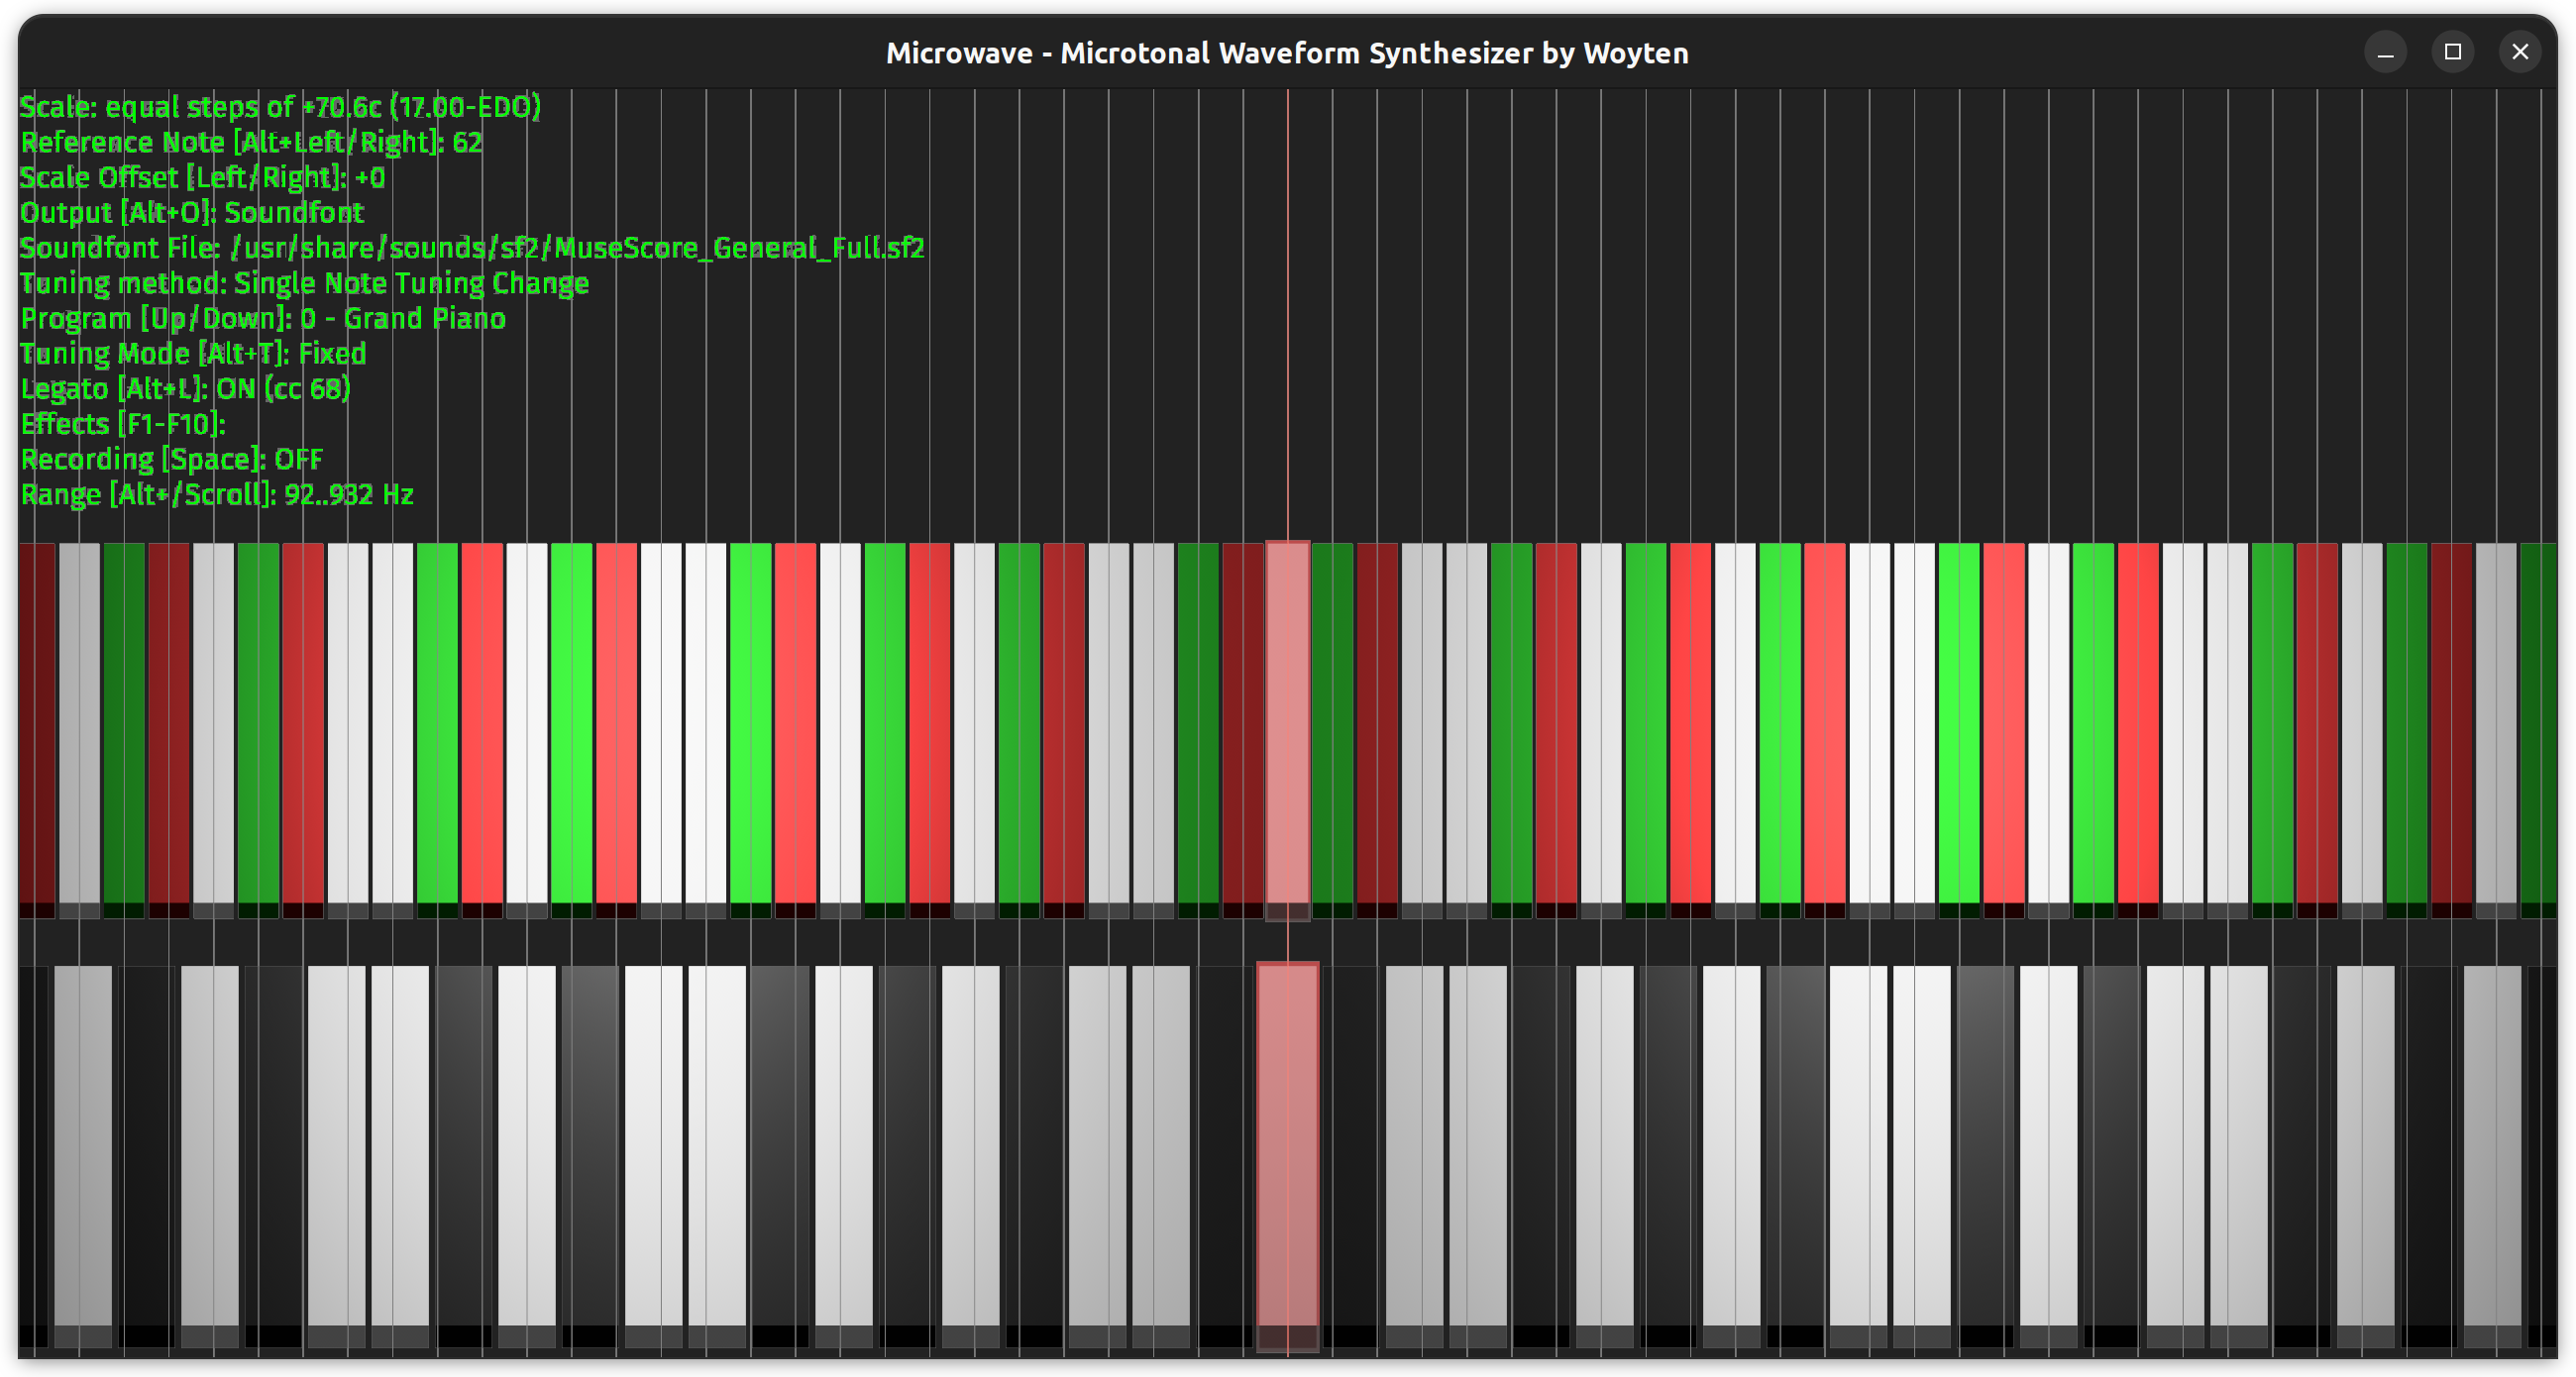 Microwave - Microtonal Waveform Synthesizer by Woyten
Scale: equal steps of +70.6c (17.00-EDO)
Reference Note [Alt+Left/Right]: 62
Scale Offset [Left/Right]: +0
Output [Alt+O]: Soundfont
Soundfont File: /usr/share/sounds/sf2/MuseScore_General_Full.sf2
Tuning method: Single Note Tuning Change
Program [Up/Down]: 0 - Grand Piano
Tuning Mode [Alt+T]: Fixed
Legato [Alt+L]: ON (cc 68)
Effects [F1-F10]:
Recording [Space]: OFF
Range [Alt+/Scroll]: 92..932 Hz